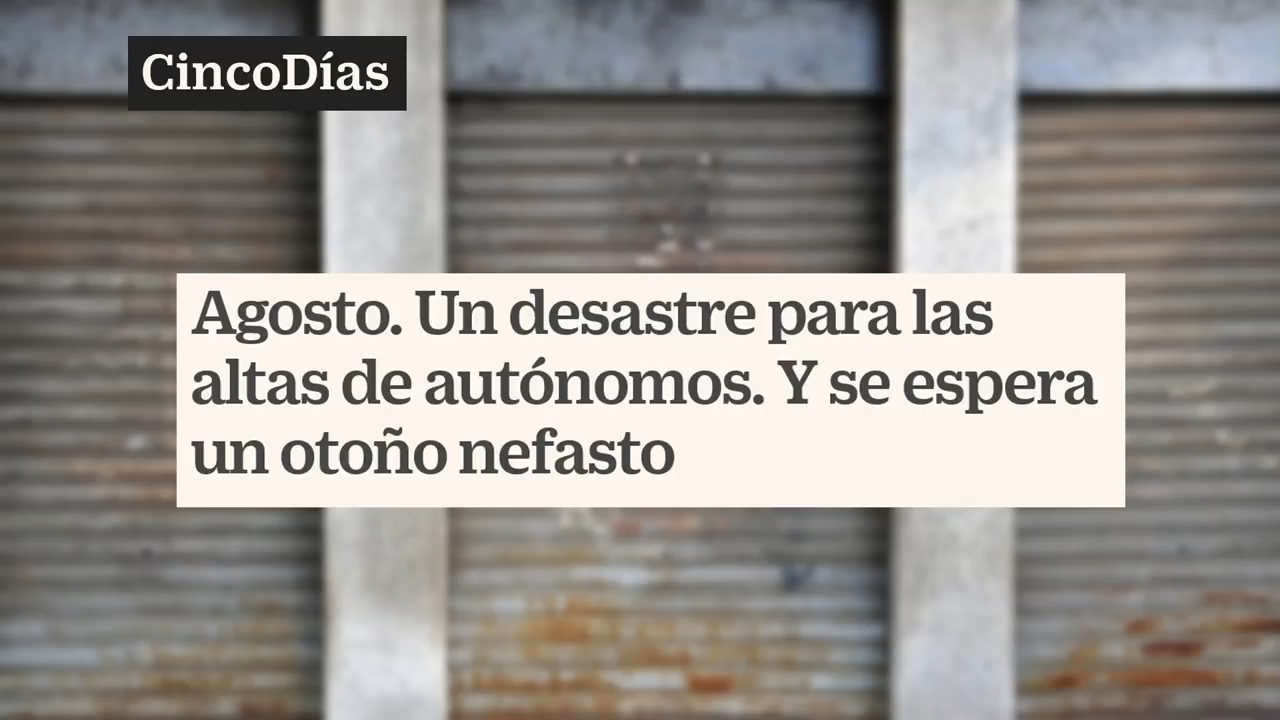 CincoDías
Agosto. Un desastre para las
altas de autónomos. Y se espera
un otoño nefasto